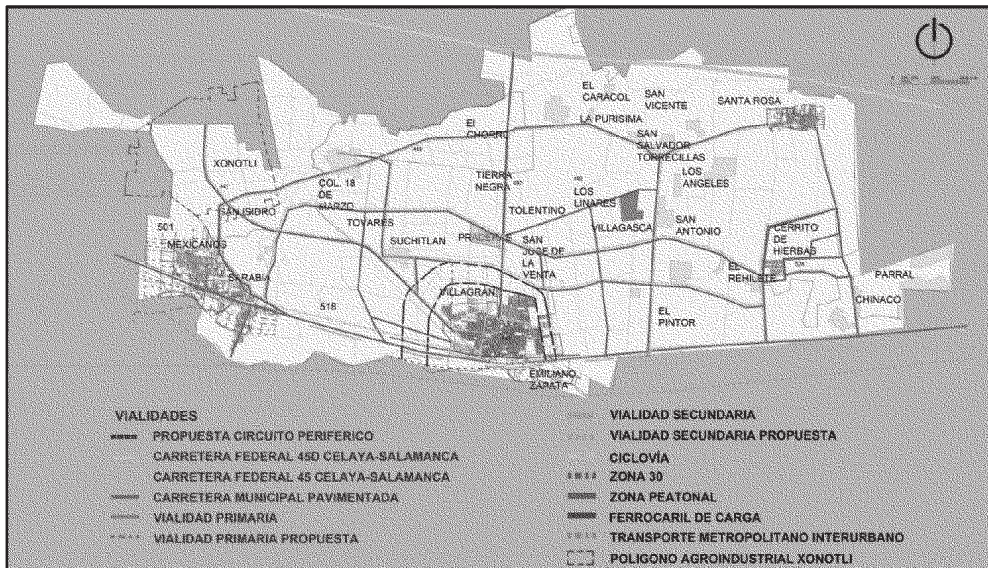 EL
CARACOL
SAN
VICENTE
SANTA ROSA
LA PURISIMA
EL
CHORRO
SAN
SALVADOR
TORRECILLAS
XONOTLI
TIERRA
NEGRA
LOS
ANGELES
COL. 18
DE
MARZO
LOS
LINARES
SAN ISIDRO
TOVARES
TOLENTINO
VILLAGASCA
SAN
ANTONIO
501
MEXICANOS
SUCHITLAN
SAN
JOSE DE
LA
VENTA
CERRITO
DE
HIERBAS
SARABIA
EL
REHILETE
526
PARRAL
VILLAGRAN
CHINACO
516
EL
PINTOR
EMILIANO
ZAPATA
VIALIDADES
PROPUESTA CIRCUITO PERIFERICO
CARRETERA FEDERAL 45D CELAYA-SALAMANCA
CARRETERA FEDERAL 45 CELAYA-SALAMANCA
CARRETERA MUNICIPAL PAVIMENTADA
VIALIDAD PRIMARIA
VIALIDAD PRIMARIA PROPUESTA
VIALIDAD SECUNDARIA
VIALIDAD SECUNDARIA PROPUESTA
CICLOVÍA
ZONA 30
ZONA PEATONAL
FERROCARIL DE CARGA
TRANSPORTE METROPOLITANO INTERURBANO
POLIGONO AGROINDUSTRIAL XONOTLI